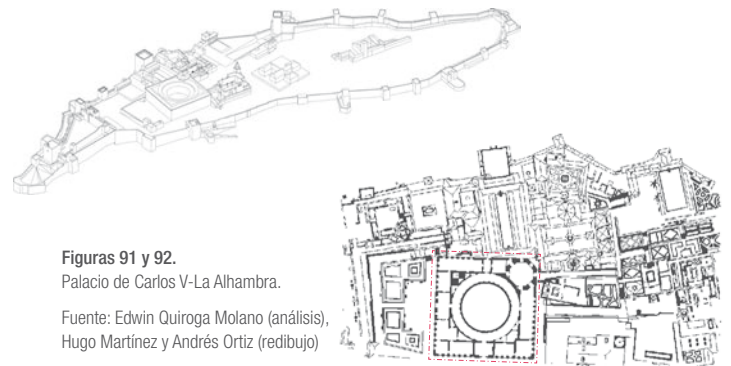 Figuras 91 y 92.
Palacio de Carlos V-La Alhambra.
Fuente: Edwin Quiroga Molano (análisis),
Hugo Martínez y Andrés Ortiz (redibujo)